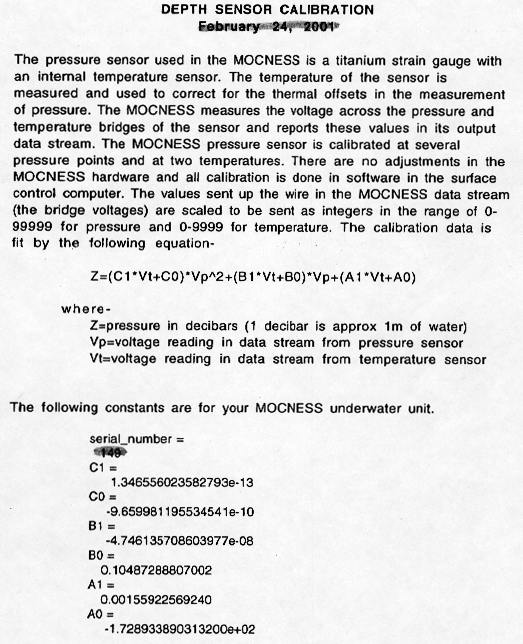 DEPTH SENSOR CALIBRATION
February 24, 2001
The pressure sensor used in the MOCNESS is a titanium strain gauge with
an internal temperature sensor. The temperature of the sensor is
measured and used to correct for the thermal offsets in the measurement
of pressure. The MOCNESS measures the voltage across the pressure and
temperature bridges of the sensor and reports these values in its output
data stream. The MOCNESS pressure sensor is calibrated at several
pressure points and at two temperatures. There are no adjustments in the
MOCNESS hardware and all calibration is done in software in the surface
control computer. The values sent up the wire in the MOCNESS data stream
(the bridge voltages) are scaled to be sent as integers in the range of 0-
99999 for pressure and 0-9999 for temperature. The calibration data is
fit by the following equation-
Z=(C1*Vt+C0)*Vp^2+(B1*Vt+B0)*Vp+(A1*Vt+A0)
where-
Z=pressure in decibars (1 decibar is approx 1m of water)
Vp=voltage reading in data stream from pressure sensor
Vt=voltage reading in data stream from temperature sensor
The following constants are for your MOCNESS underwater unit.
serial_number =
149
C1 =
1.346556023582793e-13
C0 =
-9.659981195534541e-10
B1 =
-4.746135708603977e-08
B0 =
0.10487288807002
A1 =
0.00155922569240
A0 =
-1.728933890313200e+02